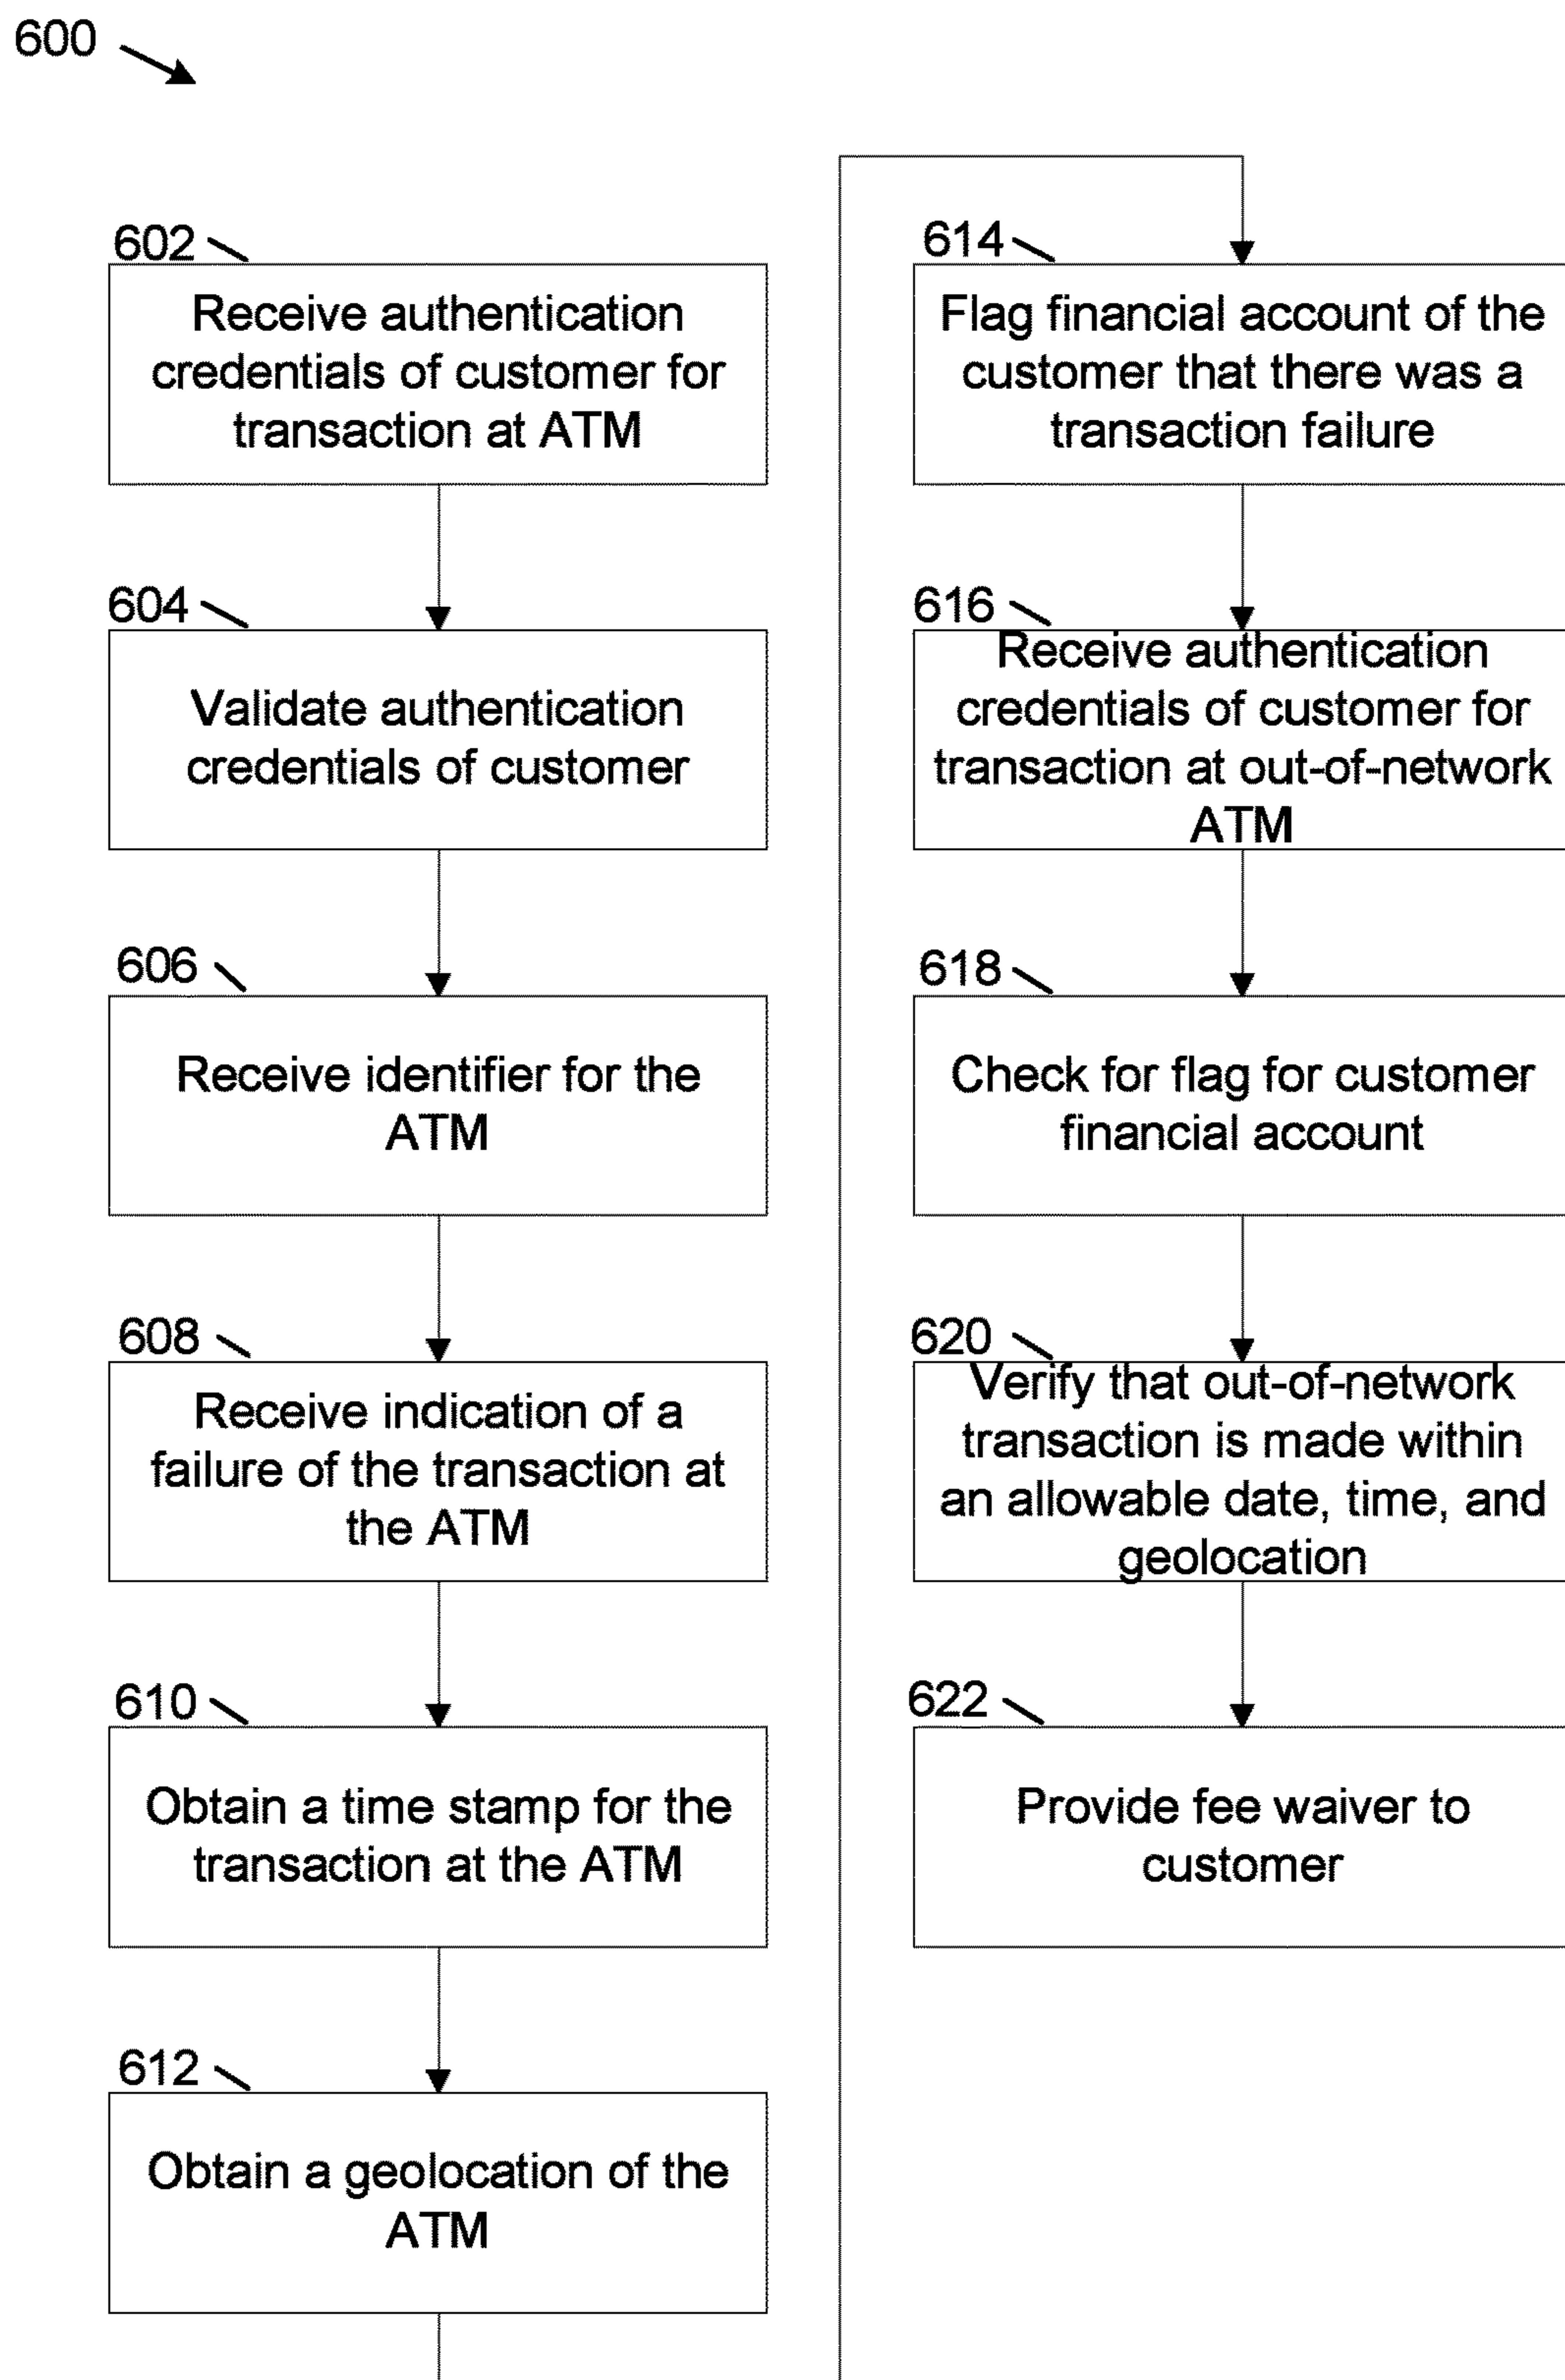 600
602
Receive authentication
credentials of customer for
transaction at ATM
604
Validate authentication
credentials of customer
606
Receive identifier for the
ATM
608
Receive indication of a
failure of the transaction at
the ATM
610
Obtain a time stamp for the
transaction at the ATM
612
Obtain a geolocation of the
ATM
614
Flag financial account of the
customer that there was a
transaction failure
616
Receive authentication
credentials of customer for
transaction at out-of-network
ATM
618
Check for flag for customer
financial account
620
Verify that out-of-network
transaction is made within
an allowable date, time, and
geolocation
622
Provide fee waiver to
customer